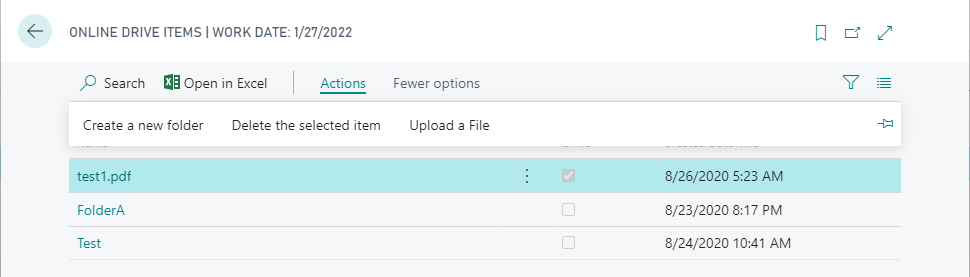 ONLINE DRIVE ITEMS | WORK DATE: 1/27/2022
Search Open in Excel Actions Fewer options
Create a new folder Delete the selected item Upload a File
test1.pdf 8/26/2020 5:23 AM
FolderA 8/23/2020 8:17 PM
Test 8/24/2020 10:41 AM